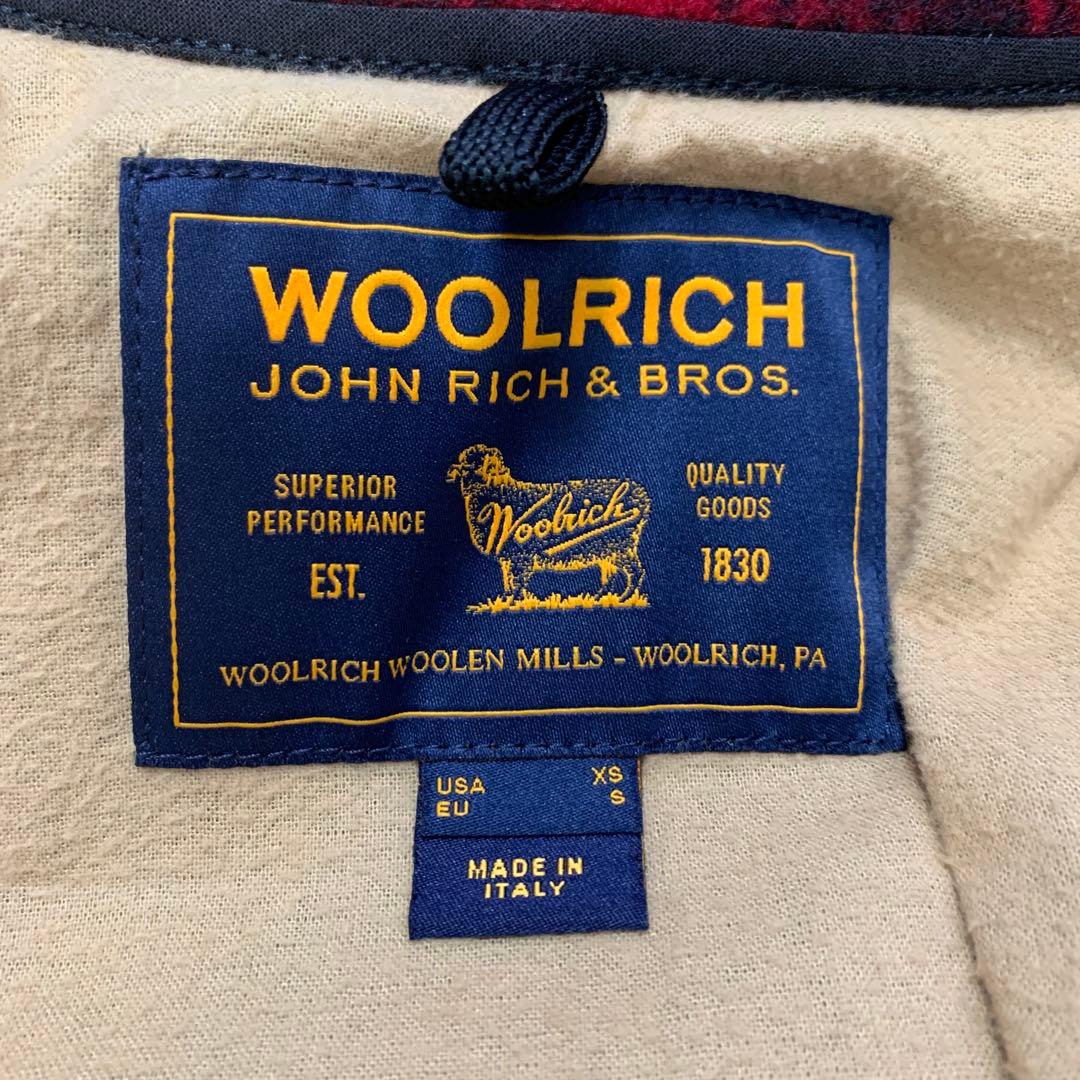 WOOLRICH
JOHN RICH & BROS.
SUPERIOR
PERFORMANCE
EST.
Woolrich
QUALITY
GOODS
1830
WOOLRICH WOOLEN MILLS - WOOLRICH, PA
USA XS
EU S
MADE IN
ITALY